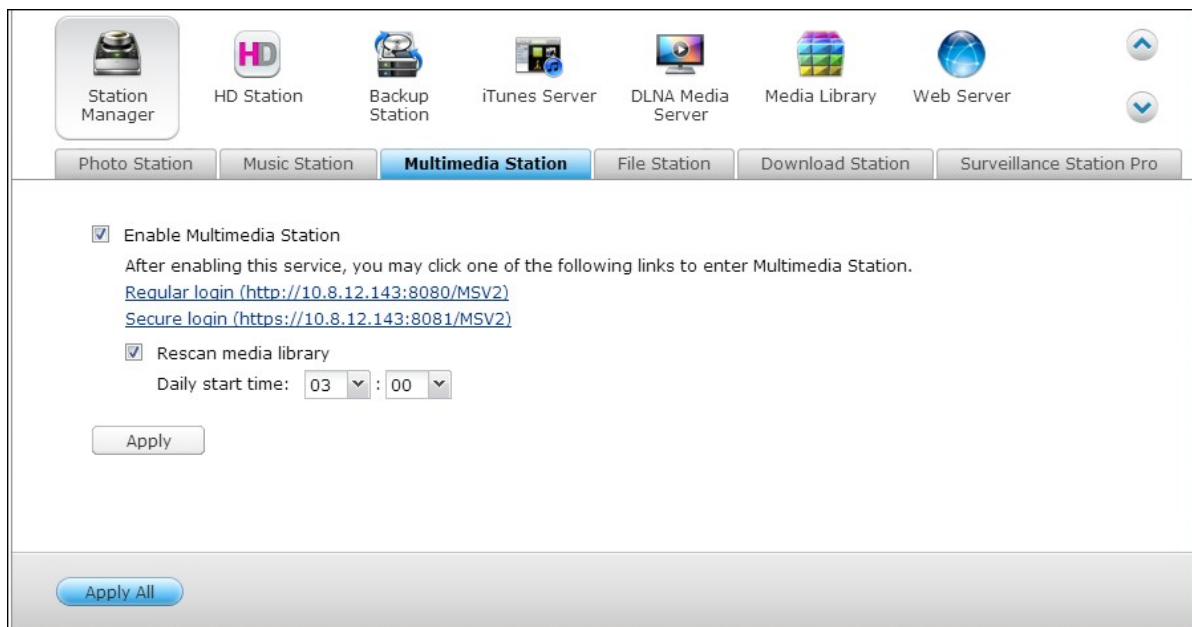 HD
Station
Manager
HD Station
Backup
Station
iTunes Server
DLNA Media
Server
Media Library
Web Server
Photo Station
Music Station
Multimedia Station
File Station
Download Station
Surveillance Station Pro
Enable Multimedia Station
After enabling this service, you may click one of the following links to enter Multimedia Station.
Regular login (http://10.8.12.143:8080/MSV2)
Secure login (https://10.8.12.143:8081/MSV2)
Rescan media library
Daily start time: 03 : 00
Apply
Apply All